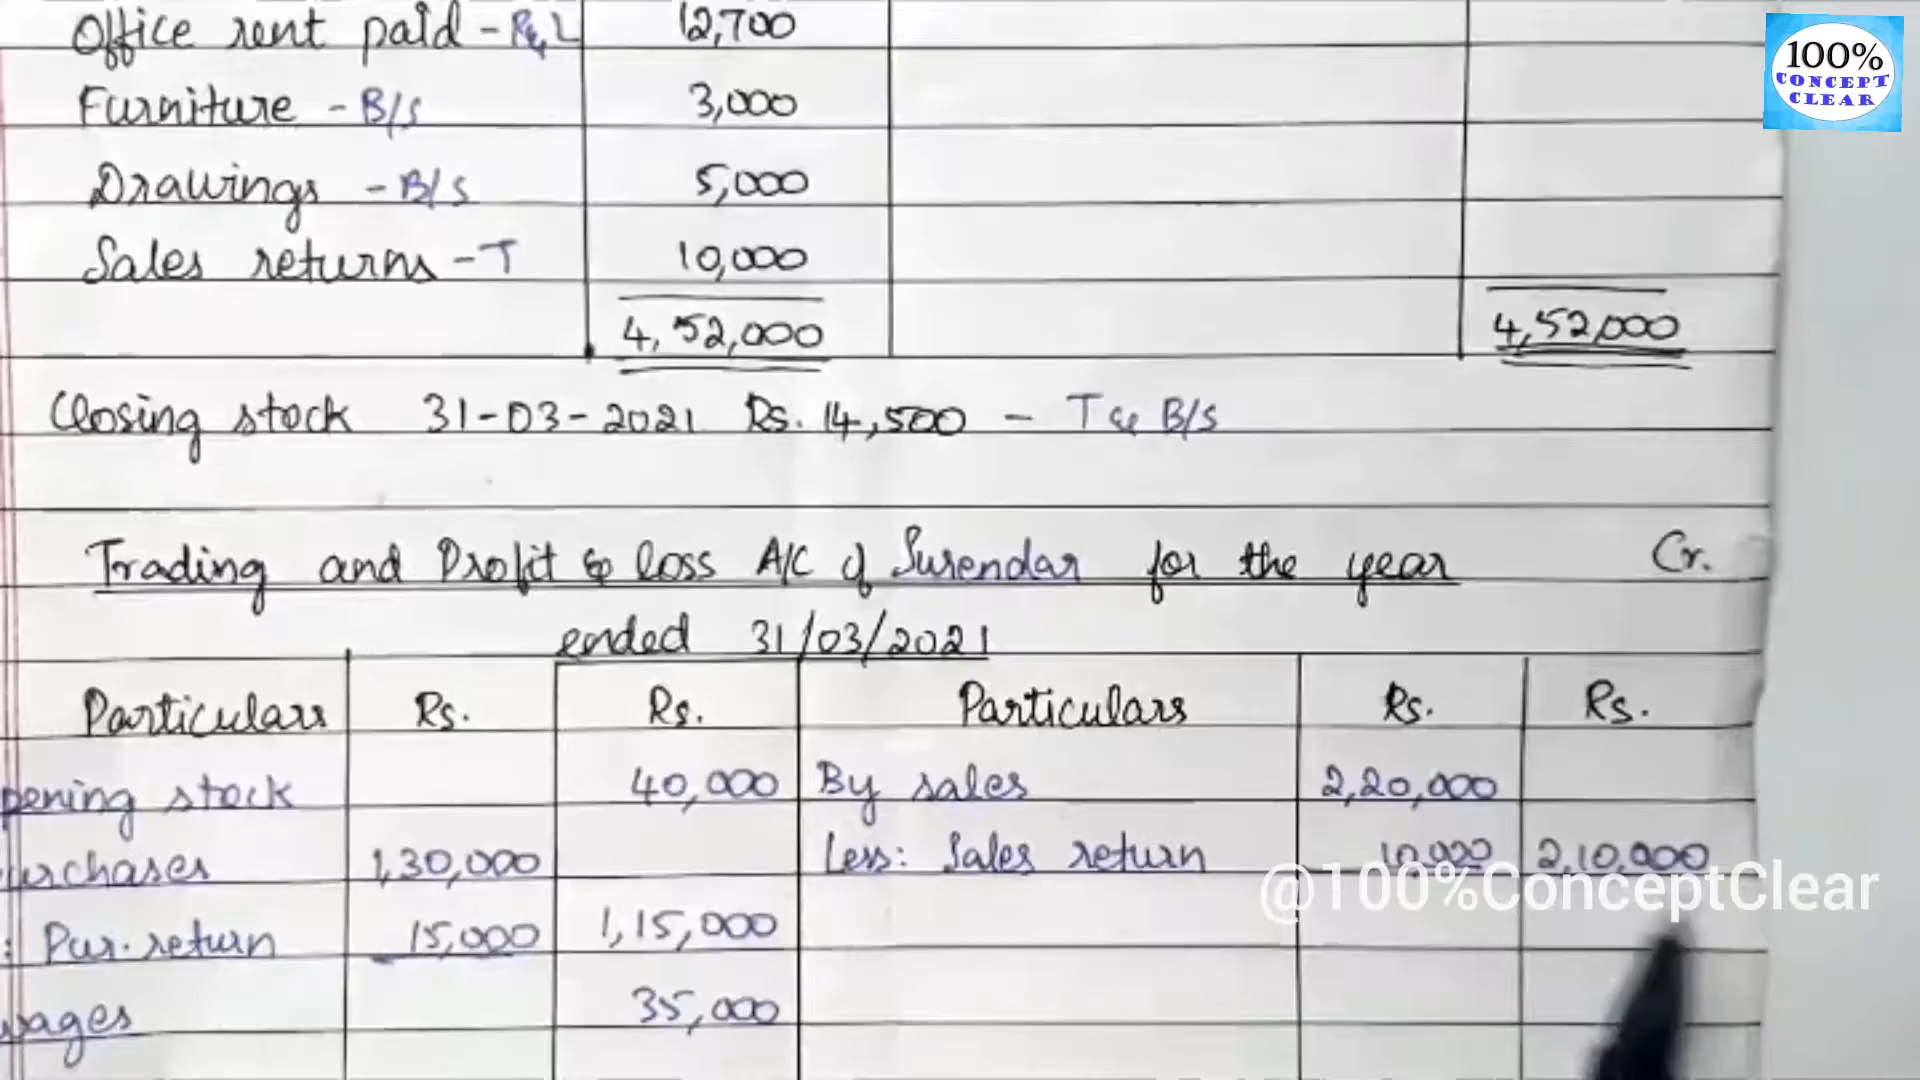 Office rent paid - P&L 12,700
Furniture - B/S 3,000
Drawings - B/S 5,000
Sales returns - T 10,000
4,52,000 4,52,000
Closing stock 31-03-2021 Rs. 14,500 - T & B/S
Trading and Profit & loss A/C of Surendar for the year Cr.
ended 31/03/2021
Particulars Rs. Rs. Particulars Rs. Rs.
pening stock 40,000 By sales 2,20,000
urchases 1,30,000 Less: Sales return 10,000 2,10,000
: Pur. return 15,000 1,15,000
wages 35,000
100%
CONCEPT
CLEAR
@100%ConceptClear